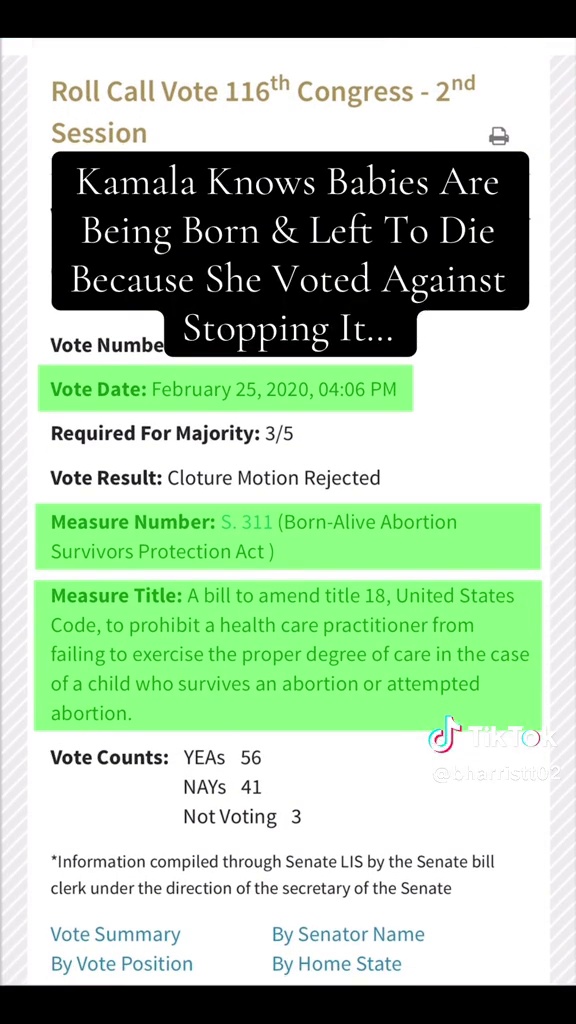 Roll Call Vote 116th Congress - 2nd
Session
Kamala Knows Babies Are
Being Born & Left To Die
Because She Voted Against
Stopping It...
Vote Numbe
Vote Date: February 25, 2020, 04:06 PM
Required For Majority: 3/5
Vote Result: Cloture Motion Rejected
Measure Number: S. 311 (Born-Alive Abortion
Survivors Protection Act )
Measure Title: A bill to amend title 18, United States
Code, to prohibit a health care practitioner from
failing to exercise the proper degree of care in the case
of a child who survives an abortion or attempted
abortion.
TikTok
@bharristt02
Vote Counts: YEAs 56
NAYs 41
Not Voting 3
*Information compiled through Senate LIS by the Senate bill
clerk under the direction of the secretary of the Senate
Vote Summary By Senator Name
By Vote Position By Home State